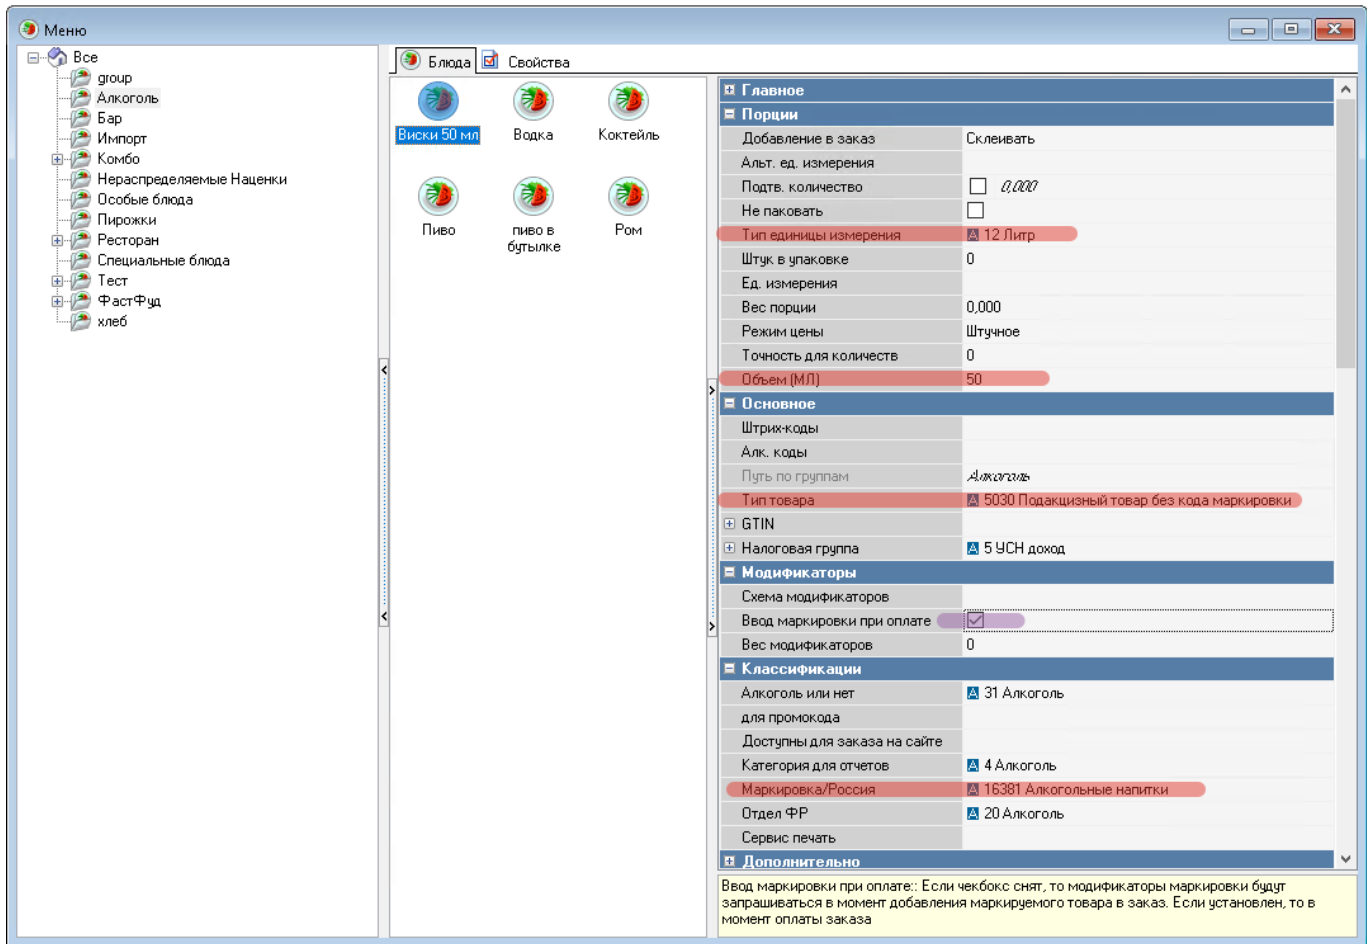 Меню
Все
group
Алкоголь
Бар
Импорт
Комбо
Нераспределяемые Наценки
Особые блюда
Пирожки
Ресторан
Специальные блюда
Тест
ФастФуд
хлеб
Блюда
Свойства
Виски 50 мл
Водка
Коктейль
Пиво
пиво в
бутылке
Ром
Главное
Порции
Добавление в заказ Склеивать
Альт. ед. измерения
Подтв. количество 0,000
Не паковать
Тип единицы измерения A 12 Литр
Штук в упаковке 0
Ед. измерения
Вес порции 0,000
Режим цены Штучное
Точность для количеств 0
Объем (МЛ) 50
Основное
Штрих-коды
Алк. коды
Путь по группам Алкоголь
Тип товара A 5030 Подакцизный товар без кода маркировки
GTIN
Налоговая группа A 5 УСН доход
Модификаторы
Схема модификаторов
Ввод маркировки при оплате
Вес модификаторов 0
Классификации
Алкоголь или нет A 31 Алкоголь
для промокода
Доступны для заказа на сайте
Категория для отчетов A 4 Алкоголь
Маркировка/Россия A 16381 Алкогольные напитки
Отдел ФР A 20 Алкоголь
Сервис печать
Дополнительно
Ввод маркировки при оплате:: Если чекбокс снят, то модификаторы маркировки будут
запрашиваться в момент добавления маркируемого товара в заказ. Если установлен, то в
момент оплаты заказа